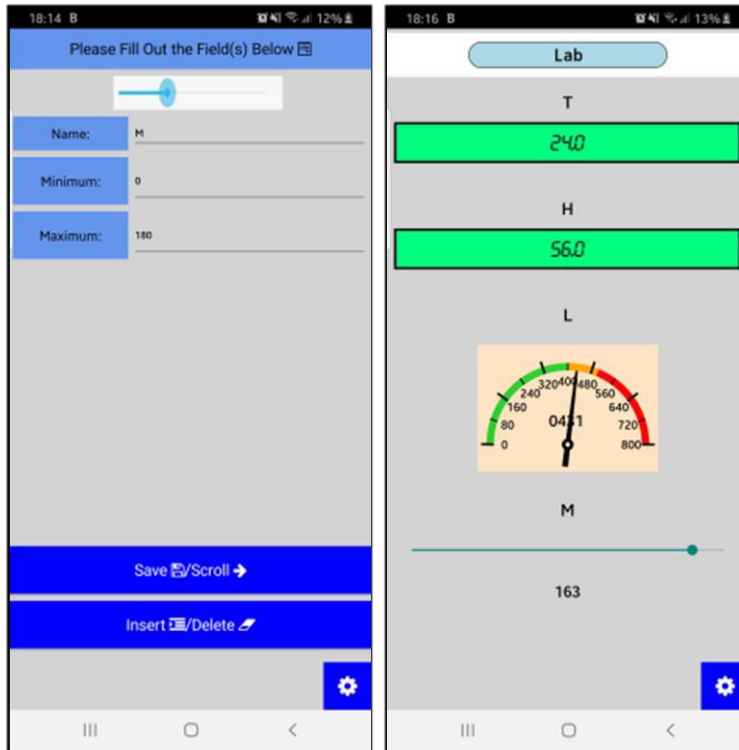 18:14 B 12%
Please Fill Out the Field(s) Below
Name: M
Minimum: 0
Maximum: 180
Save /Scroll
Insert /Delete
18:16 B 13%
Lab
T
24.0
H
56.0
L
0 80 160 240 320 400 480 560 640 720 800
0431
M
163